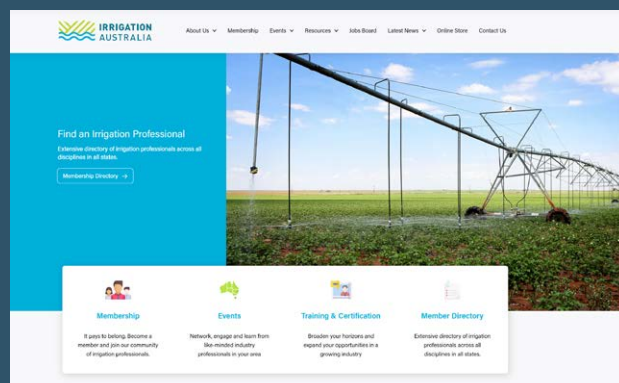 IRRIGATION
AUSTRALIA
About Us Membership Events Resources Jobs Board Latest News Online Store Contact Us
Find an Irrigation Professional
Extensive directory of irrigation professionals across all
disciplines in all states.
Membership Directory →
Membership
It pays to belong. Become a
member and join our community
of irrigation professionals.
Events
Network, engage and learn from
like-minded industry
professionals in your area
Training & Certification
Broaden your horizons and
expand your opportunities in a
growing industry
Member Directory
Extensive directory of irrigation
professionals across all
disciplines in all states.